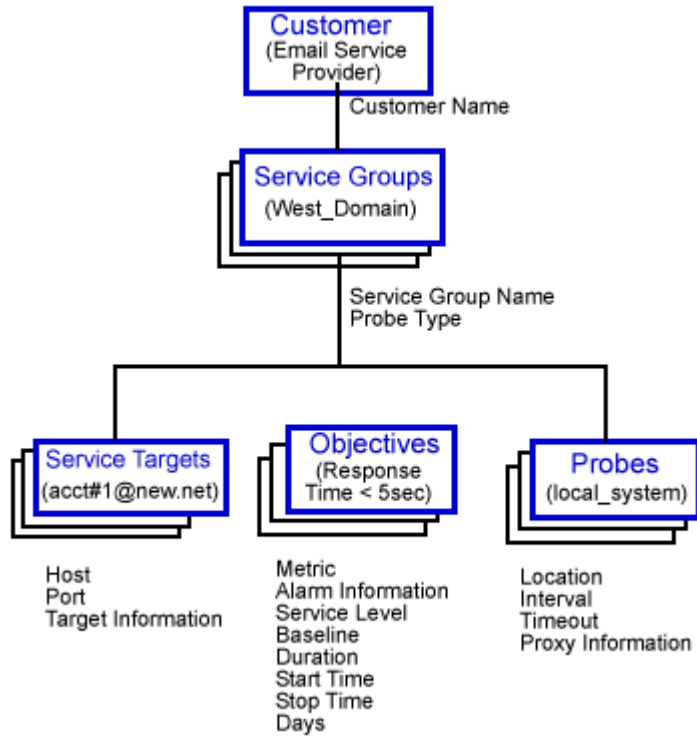 Customer
(Email Service
Provider)
Customer Name
Service Groups
(West_Domain)
Service Group Name
Probe Type
Service Targets
(acct#1@new.net)
Host
Port
Target Information
Objectives
(Response
Time < 5sec)
Metric
Alarm Information
Service Level
Baseline
Duration
Start Time
Stop Time
Days
Probes
(local_system)
Location
Interval
Timeout
Proxy Information